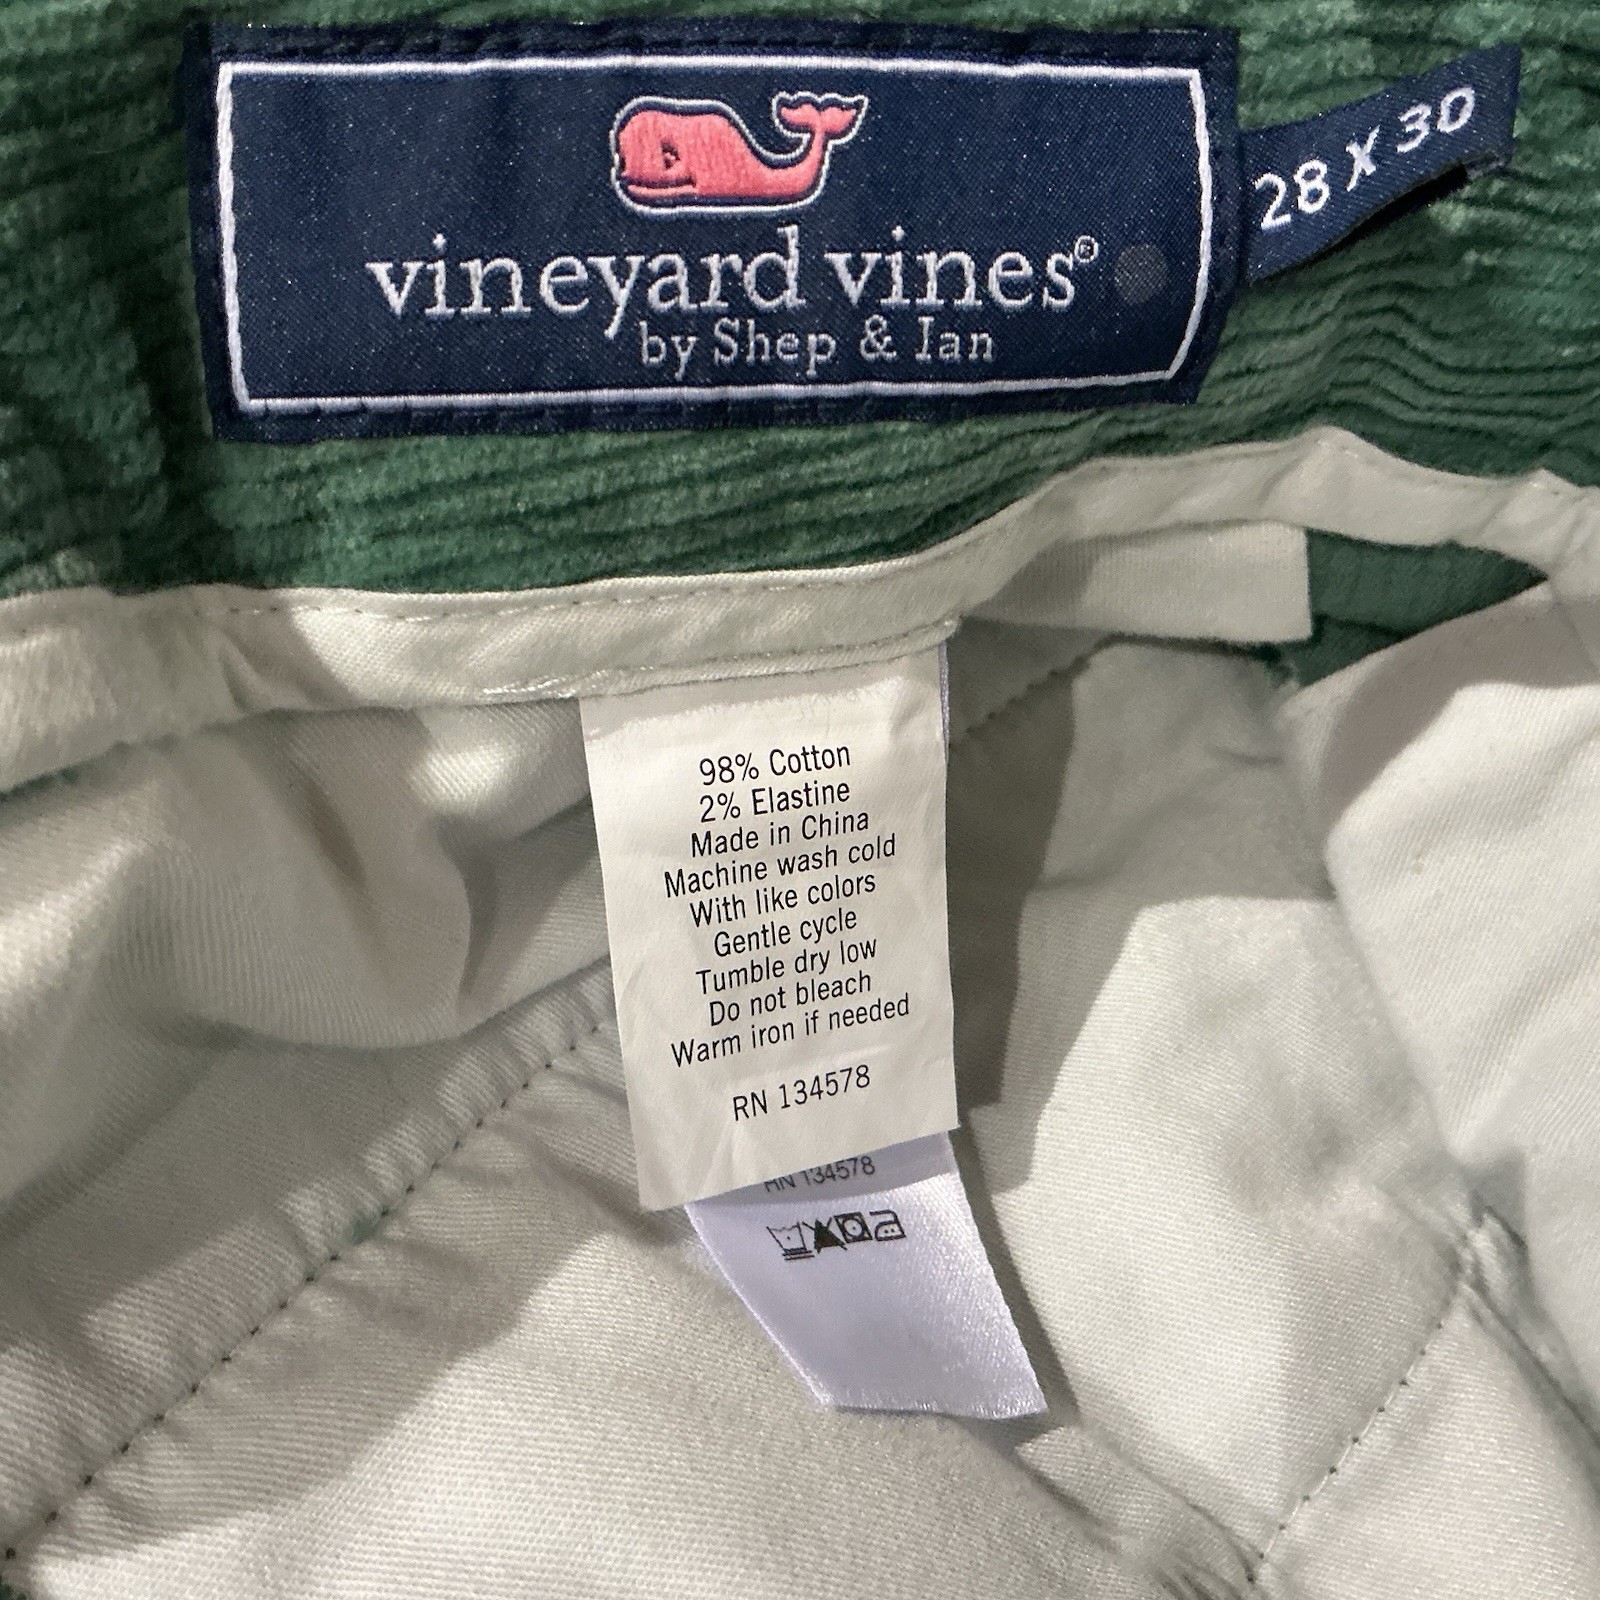 vineyard vines®
by Shep & Ian
28 X 30
98% Cotton
2% Elastine
Made in China
Machine wash cold
With like colors
Gentle cycle
Tumble dry low
Do not bleach
Warm iron if needed
RN 134578
RN 134578